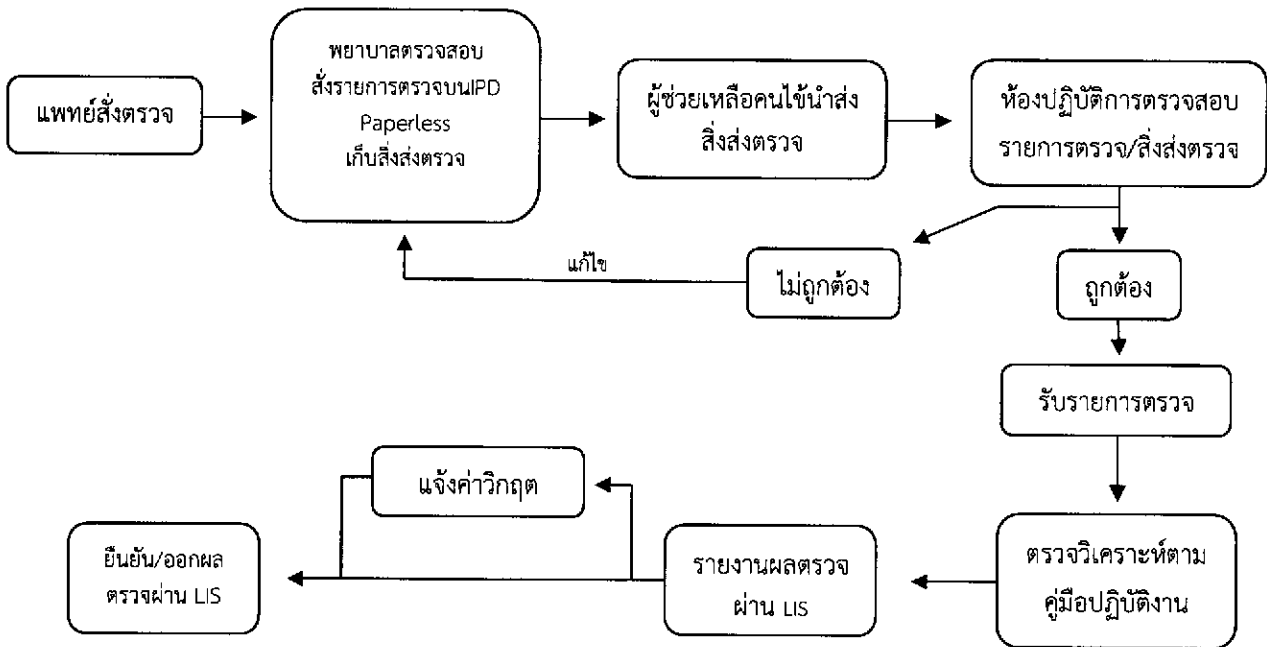 แพทย์สั่งตรวจ
พยาบาลตรวจสอบ
สั่งรายการตรวจบนIPD
Paperless
เก็บสิ่งส่งตรวจ
ผู้ช่วยเหลือคนไข้นำส่ง
สิ่งส่งตรวจ
ห้องปฏิบัติการตรวจสอบ
รายการตรวจ/สิ่งส่งตรวจ
แก้ไข
ไม่ถูกต้อง
ถูกต้อง
รับรายการตรวจ
ตรวจวิเคราะห์ตาม
คู่มือปฏิบัติงาน
รายงานผลตรวจ
ผ่าน LIS
แจ้งค่าวิกฤต
ยืนยัน/ออกผล
ตรวจผ่าน LIS